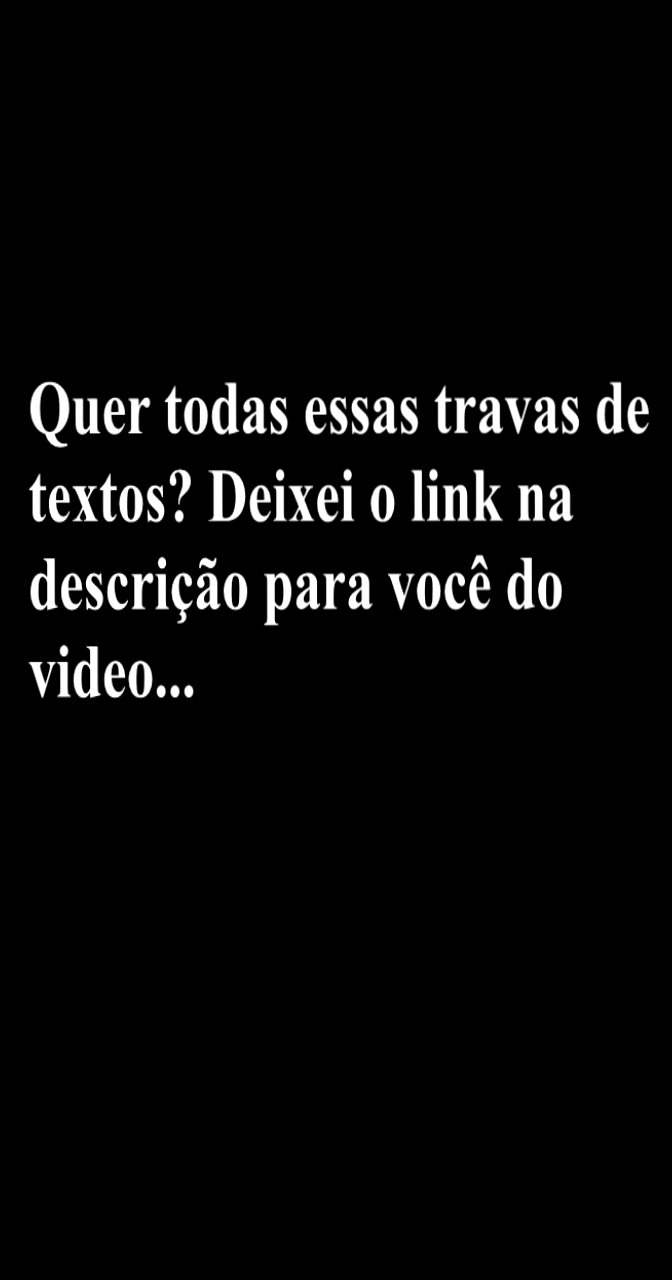 Quer todas essas travas de
textos? Deixei o link na
descrição para você do
video...